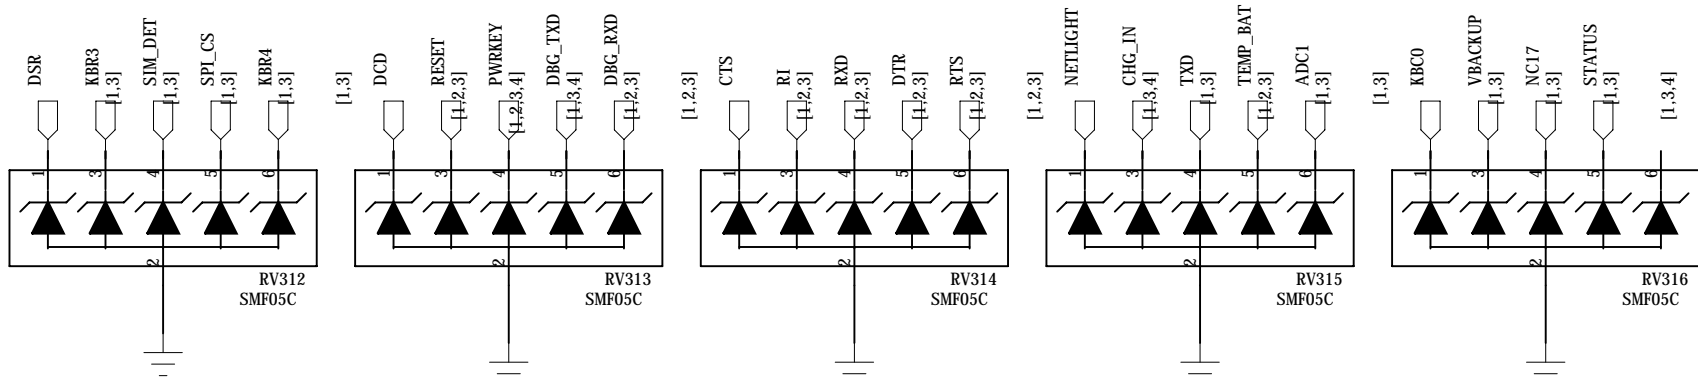 DSR
[1,3]
KBR3
[1,3]
SIM_DET
[1,3]
SPI_CS
[1,3]
KBR4
[1,3]
1
3
4
5
6
2
RV312
SMF05C
DCD
[1,2,3]
RESET
[1,2,3,4]
PWRKEY
[1,3,4]
DBG_TXD
[1,2,3]
DBG_RXD
[1,2,3]
1
3
4
5
6
2
RV313
SMF05C
CTS
[1,2,3]
RI
[1,2,3]
RXD
[1,2,3]
DTR
[1,2,3]
RTS
[1,2,3]
1
3
4
5
6
2
RV314
SMF05C
NETLIGHT
[1,3,4]
CHG_IN
[1,3]
TXD
[1,2,3]
TEMP_BAT
[1,3]
ADC1
[1,3]
1
3
4
5
6
2
RV315
SMF05C
KBC0
[1,3]
VBACKUP
[1,3]
NC17
[1,3]
STATUS
[1,3,4]
1
3
4
5
6
2
RV316
SMF05C